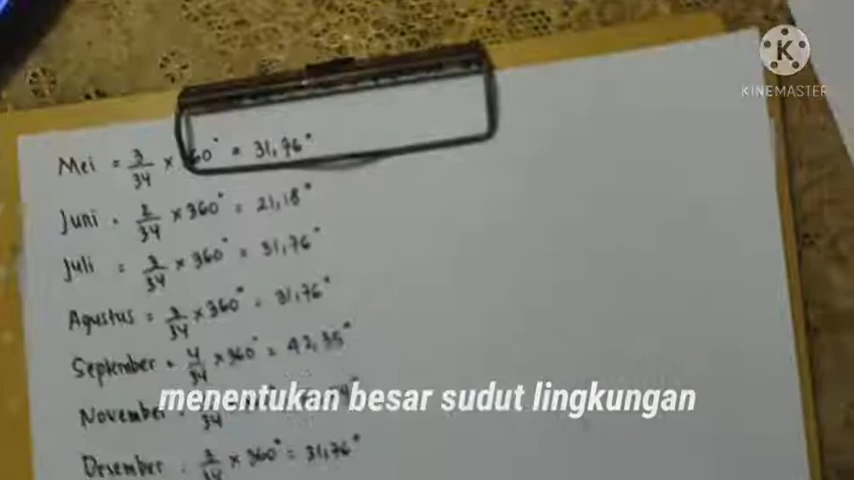 KINEMASTER
Mei = 3/34 × 60° = 31,76°
Juni = 2/34 × 360° = 21,18°
Juli = 3/34 × 360° = 31,76°
Agustus = 3/34 × 360° = 31,76°
September = 4/34 × 360° = 42,35°
menentukan besar sudut lingkungan
November = /34
Desember = 3/34 × 360° = 31,76°